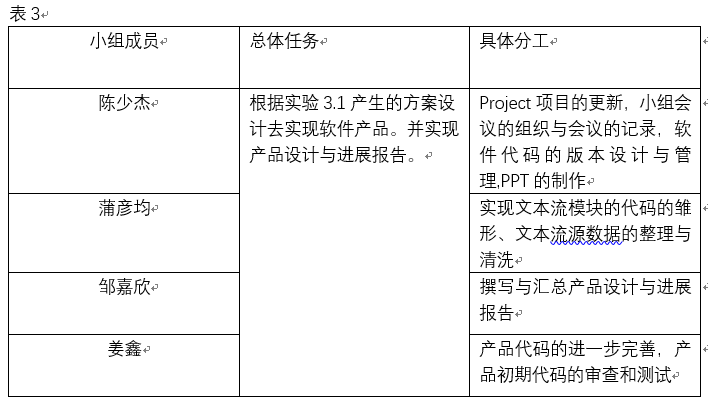 表 3
小组成员
总体任务
具体分工
陈少杰
根据实验 3.1 产生的方案设
计去实现软件产品。并实现
产品设计与进展报告。
Project 项目的更新，小组会
议的组织与会议的记录，软
件代码的版本设计与管
理,PPT 的制作
蒲彦均
实现文本流模块的代码的雏
形、文本流源数据的整理与
清洗
邹嘉欣
撰写与汇总产品设计与进展
报告
姜鑫
产品代码的进一步完善，产
品初期代码的审查和测试